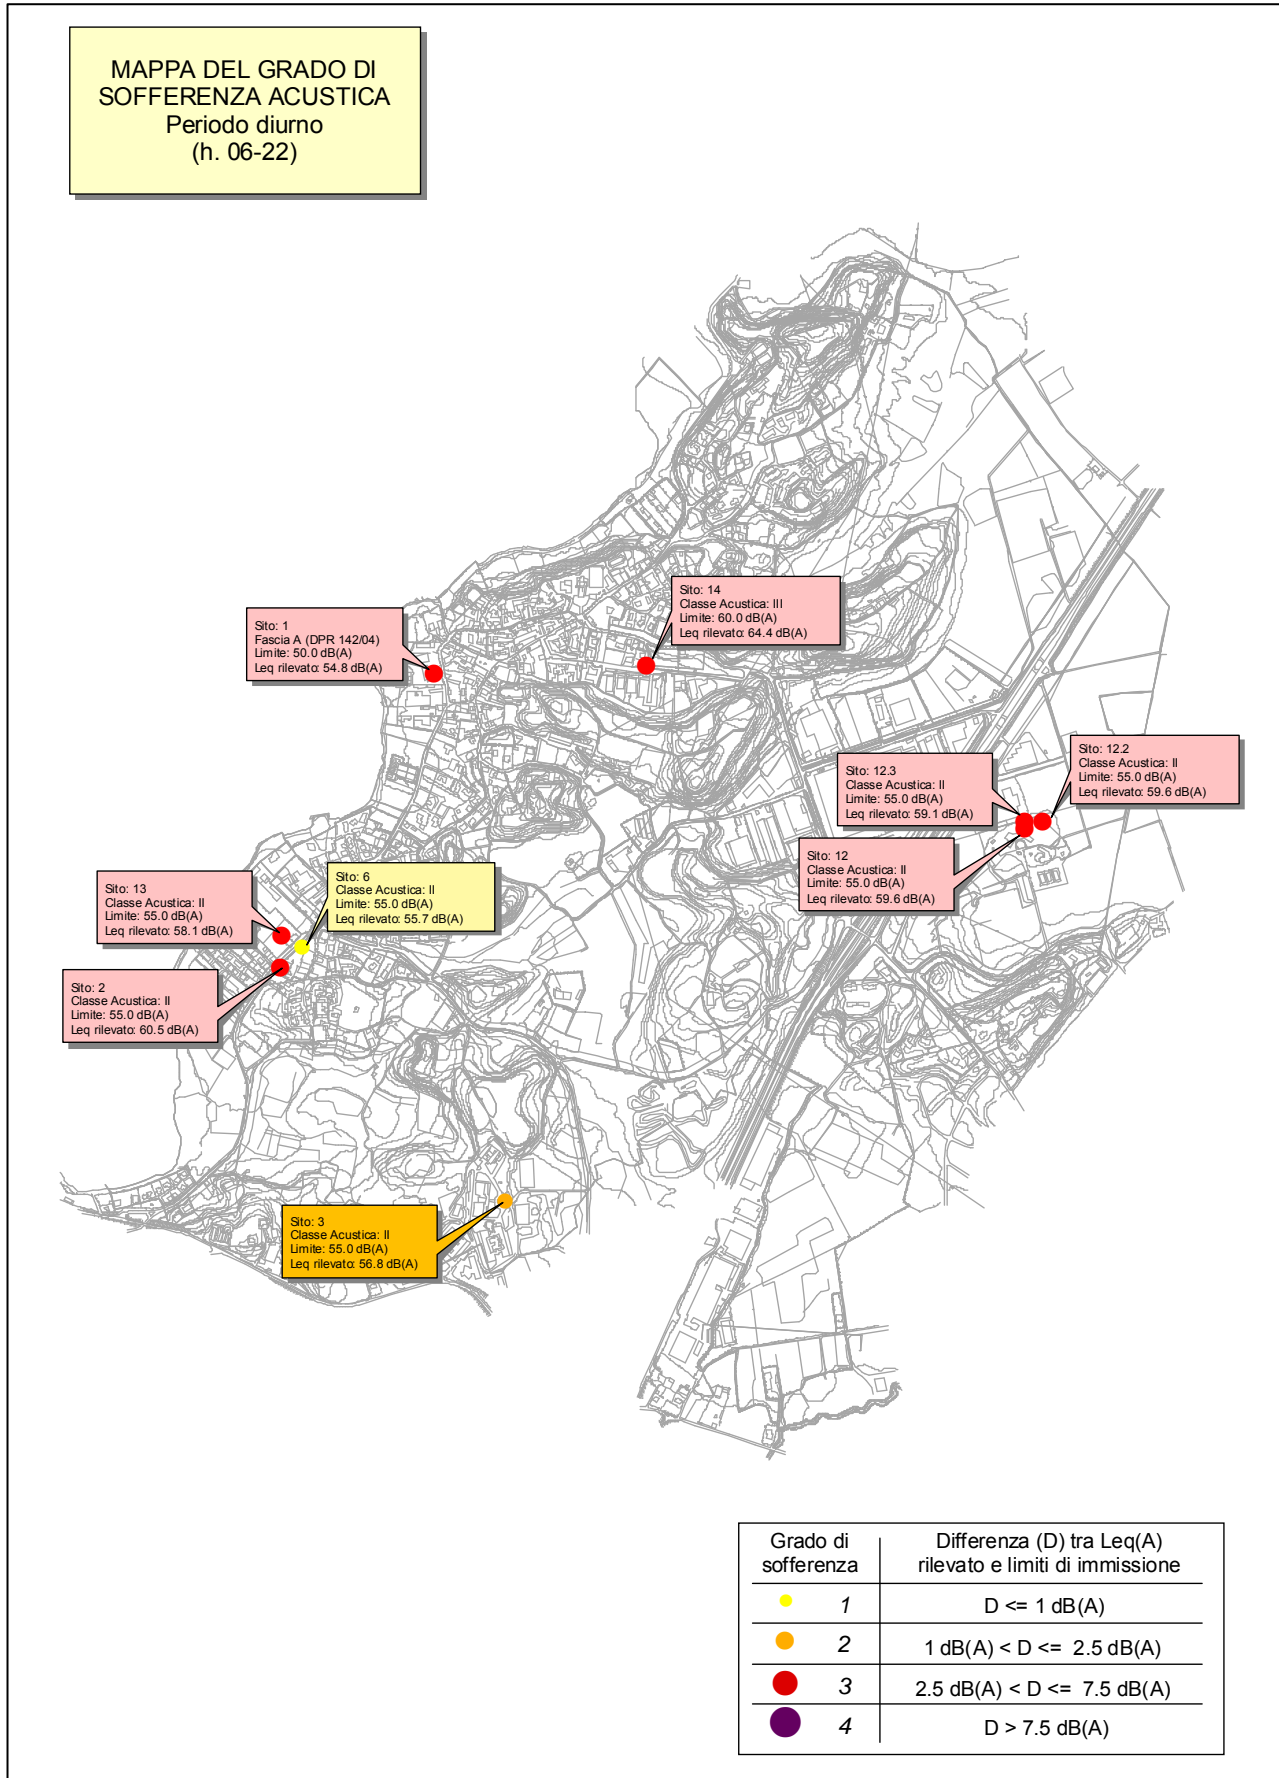 MAPPA DEL GRADO DI
SOFFERENZA ACUSTICA
Periodo diurno
(h. 06-22)
Sito: 14
Classe Acustica: III
Limite: 60.0 dB(A)
Leq rilevato: 64.4 dB(A)
Sito: 1
Fascia A (DPR 142/04)
Limite: 50.0 dB(A)
Leq rilevato: 54.8 dB(A)
Sito: 12.2
Classe Acustica: II
Limite: 55.0 dB(A)
Leq rilevato: 59.6 dB(A)
Sito: 12.3
Classe Acustica: II
Limite: 55.0 dB(A)
Leq rilevato: 59.1 dB(A)
Sito: 12
Classe Acustica: II
Limite: 55.0 dB(A)
Leq rilevato: 59.6 dB(A)
Sito: 6
Classe Acustica: II
Limite: 55.0 dB(A)
Leq rilevato: 55.7 dB(A)
Sito: 13
Classe Acustica: II
Limite: 55.0 dB(A)
Leq rilevato: 58.1 dB(A)
Sito: 2
Classe Acustica: II
Limite: 55.0 dB(A)
Leq rilevato: 60.5 dB(A)
Sito: 3
Classe Acustica: II
Limite: 55.0 dB(A)
Leq rilevato: 56.8 dB(A)
Grado di
sofferenza
Differenza (D) tra Leq(A)
rilevato e limiti di immissione
1 D <= 1 dB(A)
2 1 dB(A) < D <= 2.5 dB(A)
3 2.5 dB(A) < D <= 7.5 dB(A)
4 D > 7.5 dB(A)